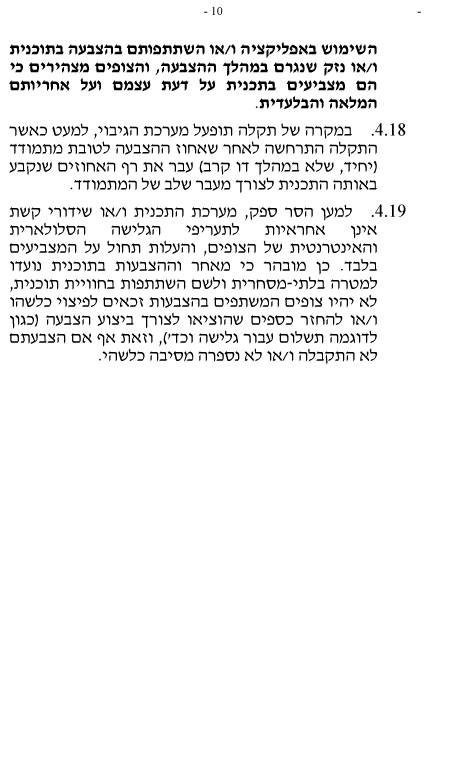 - 10 -
השימוש באפליקציה ו/או השתתפותם בהצבעה בתוכנית
ו/או נזק שנגרם במהלך ההצבעה, והצופים מצהירים כי
הם מצביעים בתכנית על דעת עצמם ועל אחריותם
המלאה והבלעדית.
4.18. במקרה של תקלה תופעל מערכת הגיבוי, למעט כאשר
התקלה התרחשה לאחר שאחוז ההצבעה לטובת מתמודד
(יחיד, שלא במהלך דו קרב) עבר את רף האחוזים שנקבע
באותה התכנית לצורך מעבר שלב של המתמודד.
4.19. למען הסר ספק, מערכת התכנית ו/או שידורי קשת
אינן אחראיות לתעריפי הגלישה הסלולארית
והאינטרנטית של הצופים, והעלות תחול על המצביעים
בלבד. כן מובהר כי מאחר וההצבעות בתוכנית נועדו
למטרה בלתי-מסחרית ולשם השתתפות בחוויית תוכנית,
לא יהיו צופים המשתפים בהצבעות זכאים לפיצוי כלשהו
ו/או להחזר כספים שהוציאו לצורך ביצוע הצבעה (כגון
לדוגמה תשלום עבור גלישה וכד'), וזאת אף אם הצבעתם
לא התקבלה ו/או לא נספרה מסיבה כלשהי.